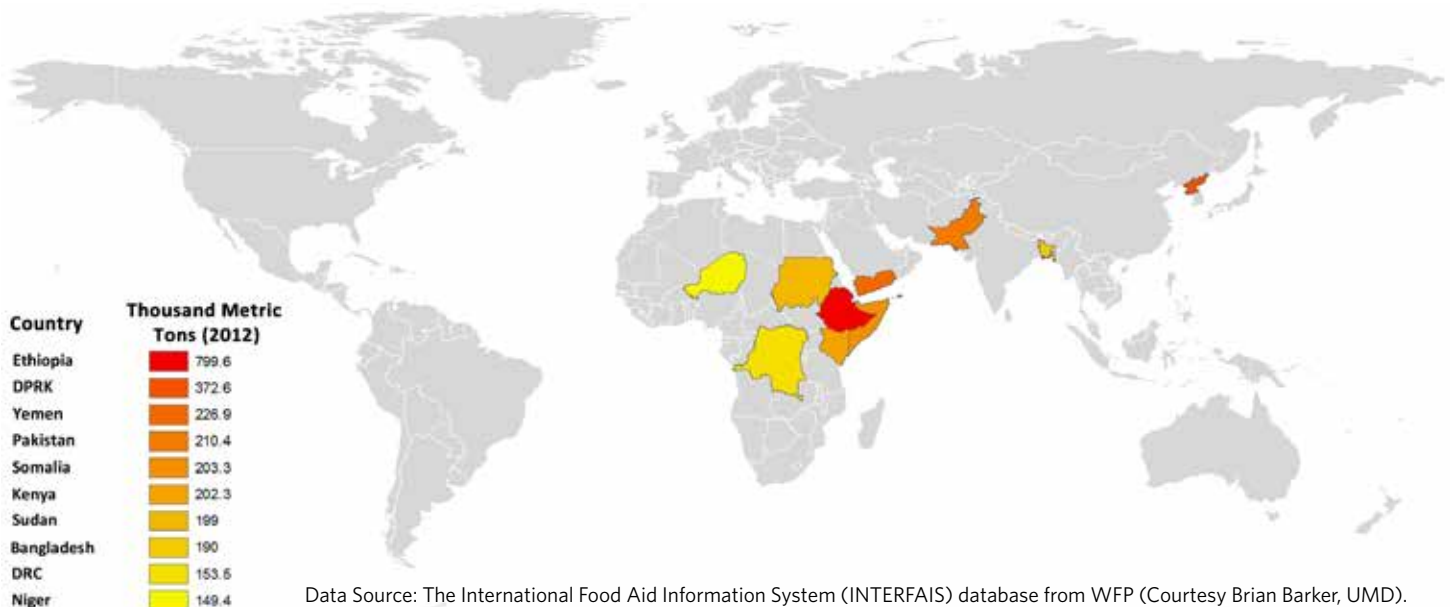 Country Thousand Metric
Tons (2012)
Ethiopia 799.6
DPRK 372.6
Yemen 226.9
Pakistan 210.4
Somalia 203.3
Kenya 202.3
Sudan 199
Bangladesh 190
DRC 153.5
Niger 149.4
Data Source: The International Food Aid Information System (INTERFAIS) database from WFP (Courtesy Brian Barker, UMD).